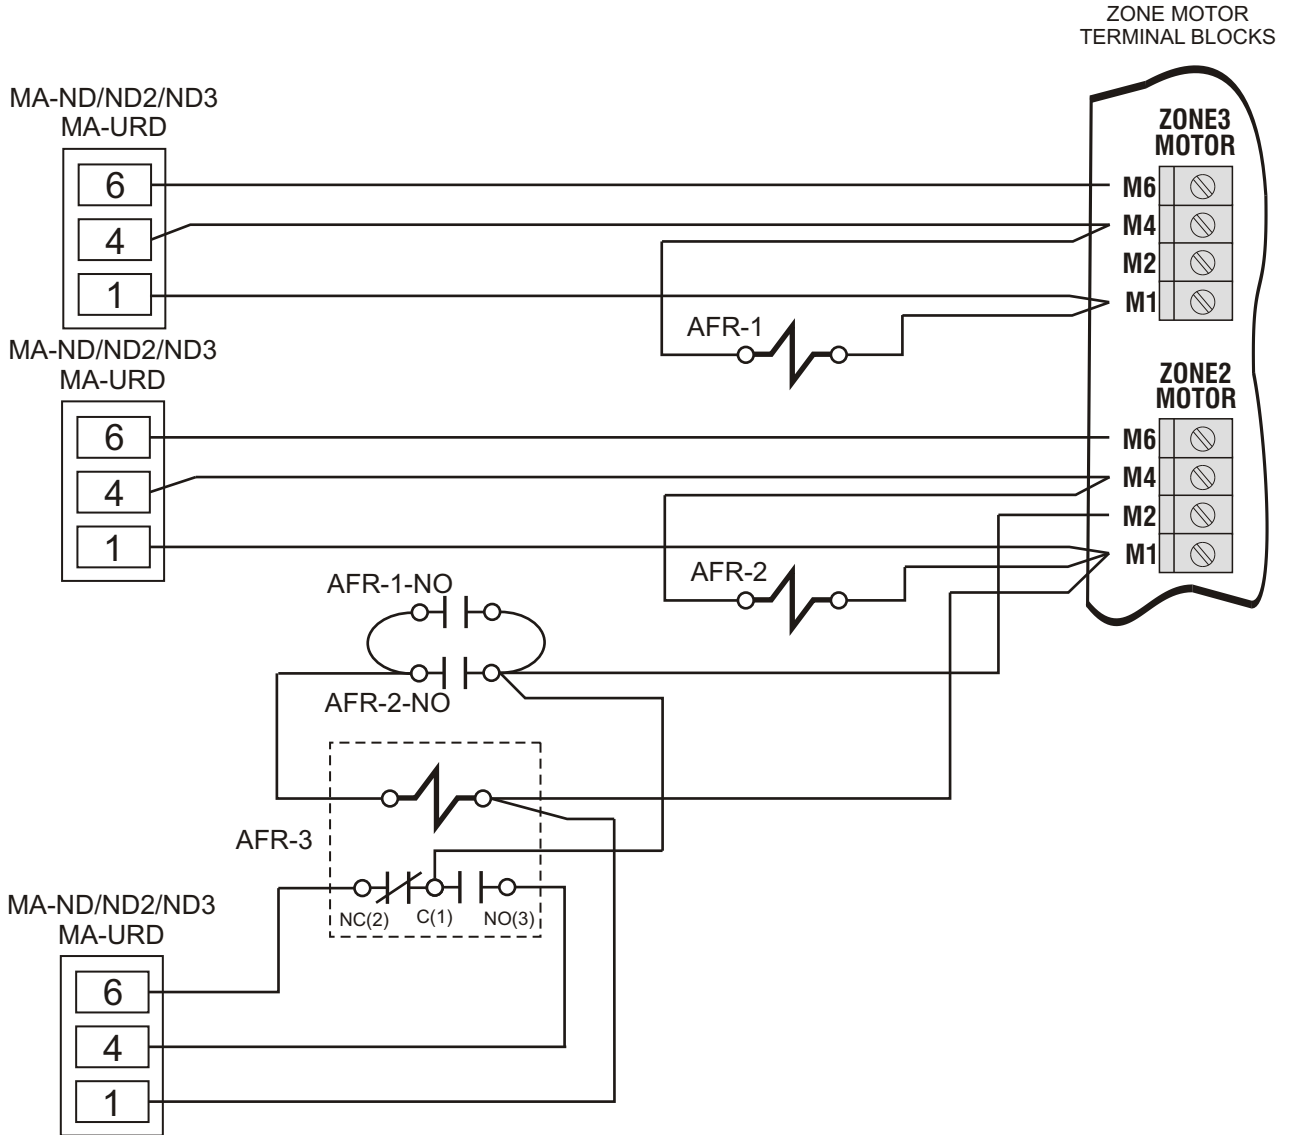 ZONE MOTOR
TERMINAL BLOCKS
MA-ND/ND2/ND3
MA-URD
6
4
1
ZONE3
MOTOR
M6
M4
M2
M1
AFR-1
MA-ND/ND2/ND3
MA-URD
6
4
1
ZONE2
MOTOR
M6
M4
M2
M1
AFR-2
AFR-1-NO
AFR-2-NO
AFR-3
NC(2)
C(1)
NO(3)
MA-ND/ND2/ND3
MA-URD
6
4
1